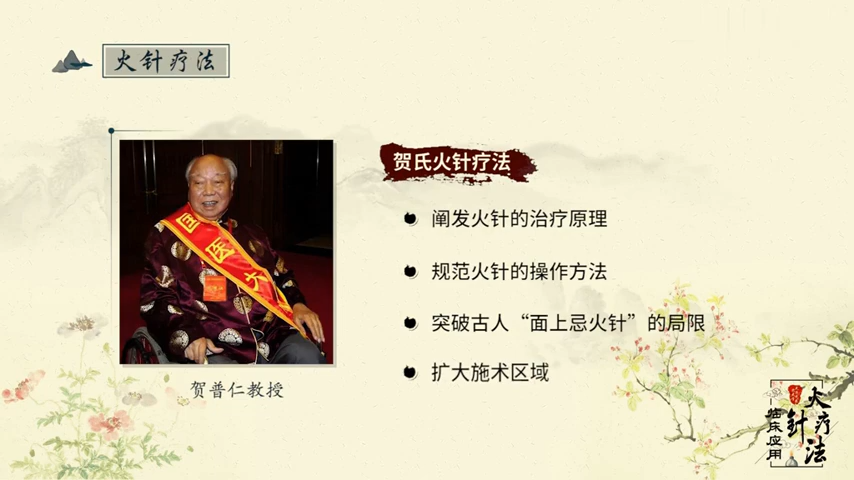 火针疗法
贺氏火针疗法
阐发火针的治疗原理
规范火针的操作方法
突破古人“面上忌火针”的局限
扩大施术区域
国医大
贺普仁教授
火针疗法
临床应用